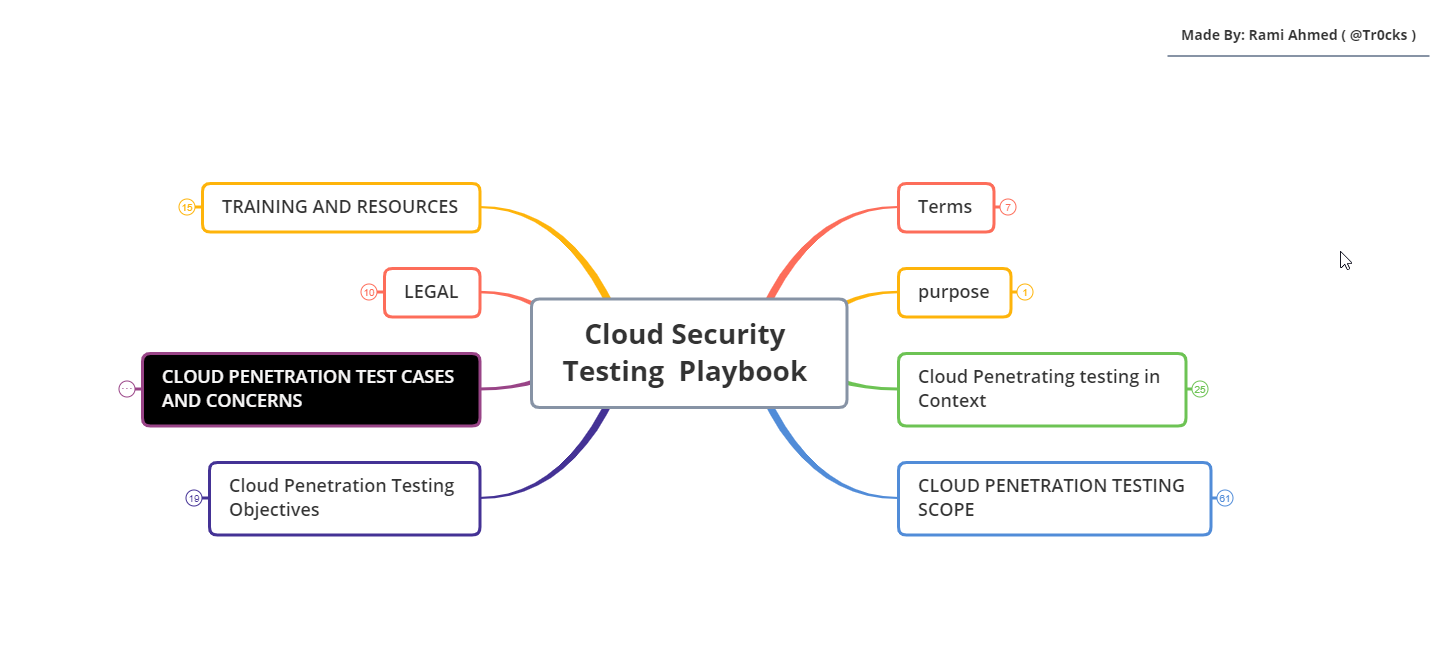 Made By: Rami Ahmed ( @Tr0cks )
15
TRAINING AND RESOURCES
Terms
7
10
LEGAL
purpose
1
Cloud Security
Testing  Playbook
...
CLOUD PENETRATION TEST CASES
AND CONCERNS
Cloud Penetrating testing in
Context
25
19
Cloud Penetration Testing
Objectives
CLOUD PENETRATION TESTING
SCOPE
61